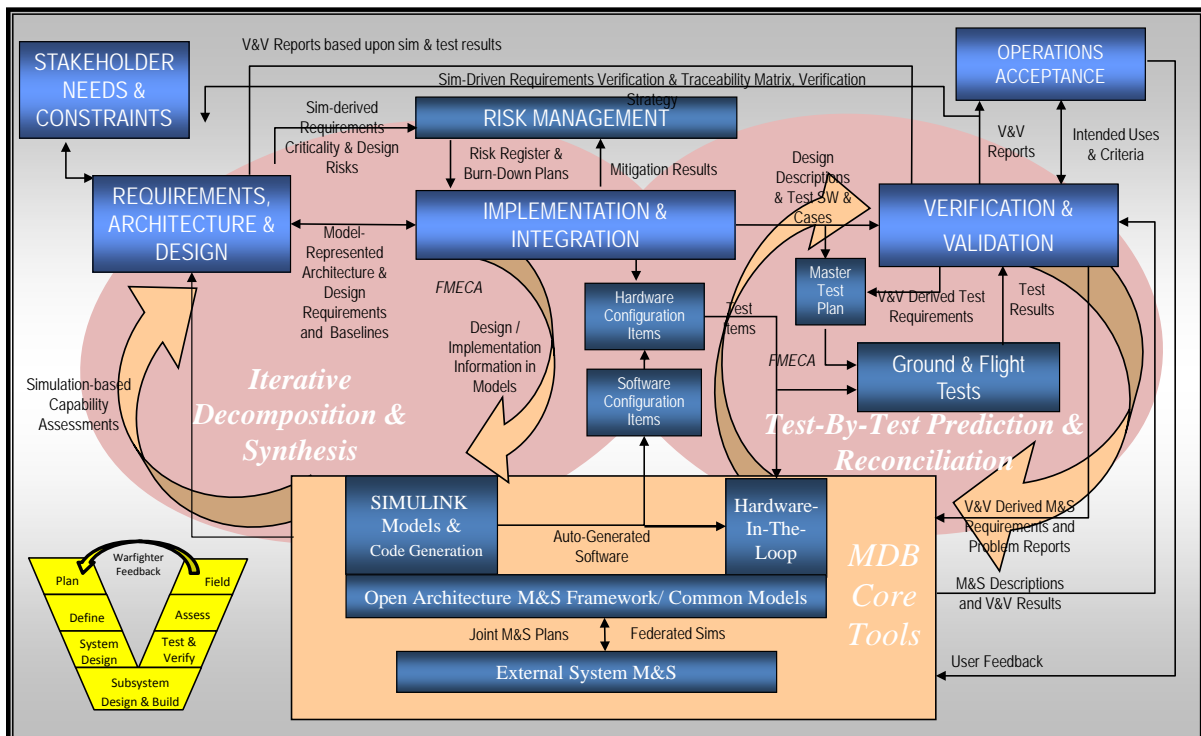 V&V Reports based upon sim & test results
STAKEHOLDER
NEEDS &
CONSTRAINTS
OPERATIONS
ACCEPTANCE
Sim-Driven Requirements Verification & Traceability Matrix, Verification
Strategy
Sim-derived
Requirements
Criticality & Design
Risks
RISK MANAGEMENT
Risk Register &
Burn-Down Plans
Mitigation Results
Design
Descriptions
& Test SW &
Cases
V&V
Reports
Intended Uses
& Criteria
REQUIREMENTS,
ARCHITECTURE &
DESIGN
IMPLEMENTATION &
INTEGRATION
VERIFICATION &
VALIDATION
Model-
Represented
Architecture &
Design
Requirements
and Baselines
FMECA
Hardware
Configuration
Items
Test
Items
Master
Test
Plan
V&V Derived Test
Requirements
Test
Results
Design /
Implementation
Information in
Models
FMECA
Ground & Flight
Tests
Software
Configuration
Items
Simulation-based
Capability
Assessments
Iterative
Decomposition &
Synthesis
Test-By-Test Prediction &
Reconciliation
SIMULINK
Models &
Code Generation
Auto-Generated
Software
Hardware-
In-The-
Loop
V&V Derived M&S
Requirements and
Problem Reports
MDB
Core
Tools
M&S Descriptions
and V&V Results
Open Architecture M&S Framework/ Common Models
Joint M&S Plans
Federated Sims
External System M&S
User Feedback
Warfighter
Feedback
Plan
Field
Define
Assess
System
Design
Test &
Verify
Subsystem
Design & Build